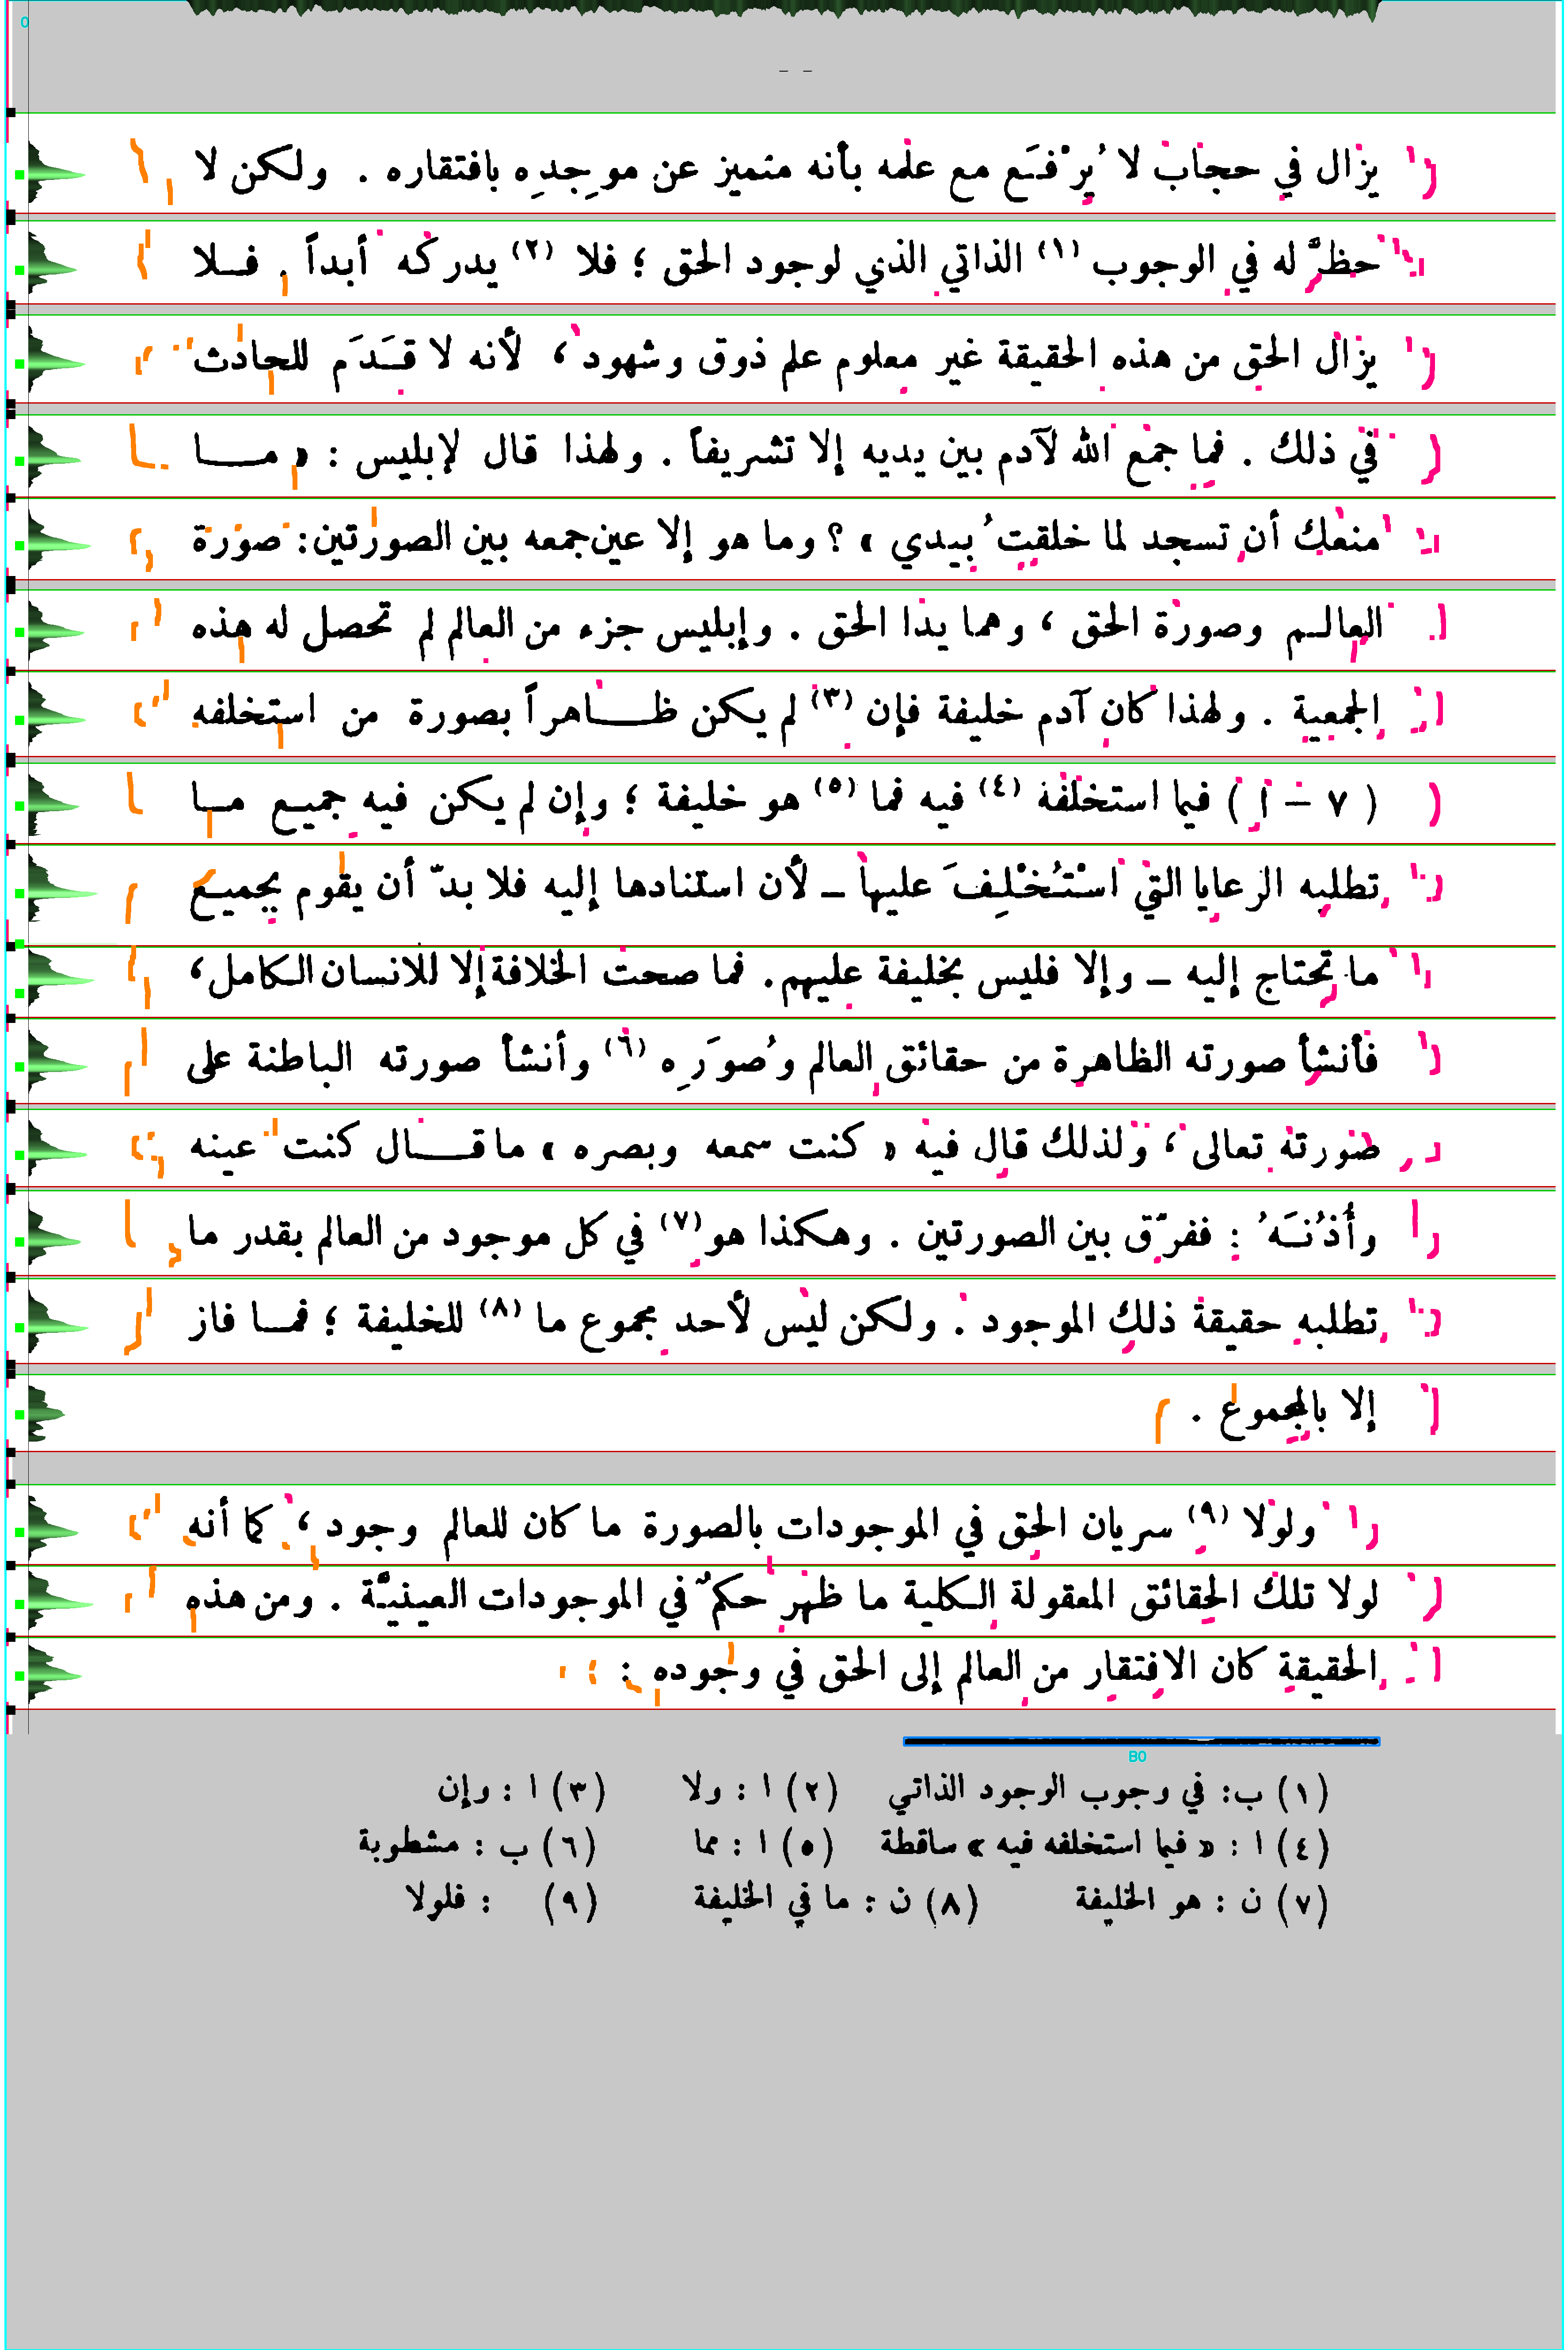 يزال في حجاب لا يُرْفَع مع علمه بأنه متميز عن موجِدِه بافتقاره . ولكن لا
حظَّ له في الوجوب (١) الذاتي الذي لوجود الحق ؛ فلا (٢) يدركه أبداً . فلا
يزال الحق من هذه الحقيقة غير معلوم علم ذوق وشهود ، لأنه لا قَدَم للحادث
في ذلك . فما جمع الله لآدم بين يديه إلا تشريفاً . ولهذا قال لإبليس : « ما
منعك أن تسجد لما خلقتُ بيدي » ؟ وما هو إلا عين جمعه بين الصورتين: صورة
العالم وصورة الحق ، وهما يدا الحق . وإبليس جزء من العالم لم تحصل له هذه
الجمعية . ولهذا كان آدم خليفة فإن (٣) لم يكن ظاهراً بصورة من استخلفه
( ٧ – ا ) فيما استخلفه (٤) فيه فما (٥) هو خليفة ؛ وإن لم يكن فيه جميع ما
تطلبه الرعايا التي اسْتُخْلِفَ عليها – لأن استنادها إليه فلا بدّ أن يقوم بجميع
ما تحتاج إليه – وإلا فليس بخليفة عليهم. فما صحت الخلافة إلا للانسان الكامل،
فأنشأ صورته الظاهرة من حقائق العالم وصُوَرِه (٦) وأنشأ صورته الباطنة على
صورته تعالى ، ولذلك قال فيه « كنت سمعه وبصره » ما قال كنت عينه
وأُذُنَهُ : ففرّق بين الصورتين . وهكذا هو (٧) في كل موجود من العالم بقدر ما
تطلبه حقيقة ذلك الموجود . ولكن ليس لأحد مجموع ما (٨) للخليفة ؛ فما فاز
إلا بالمجموع .
ولولا (٩) سريان الحق في الموجودات بالصورة ما كان للعالم وجود ، كما أنه
لولا تلك الحقائق المعقولة الكلية ما ظهر حكمٌ في الموجودات العينيَّة . ومن هذه
الحقيقة كان الافتقار من العالم إلى الحق في وجوده :
(١) ب: في وجوب الوجود الذاتي (٢) ا : ولا (٣) ا : وإن
(٤) ا : « فيما استخلفه فيه » ساقطة (٥) ا : مما (٦) ب : مشطوبة
(٧) ن : هو الخليفة (٨) ن : ما في الخليفة (٩) : فلولا